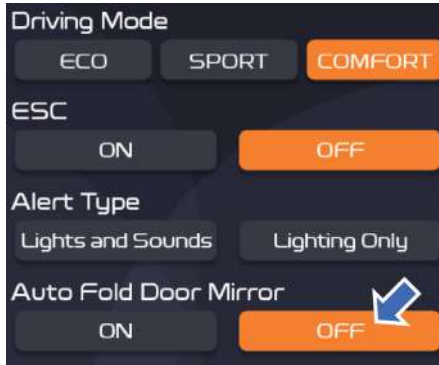 Driving Mode
ECO SPORT COMFORT
ESC
ON OFF
Alert Type
Lights and Sounds Lighting Only
Auto Fold Door Mirror
ON OFF